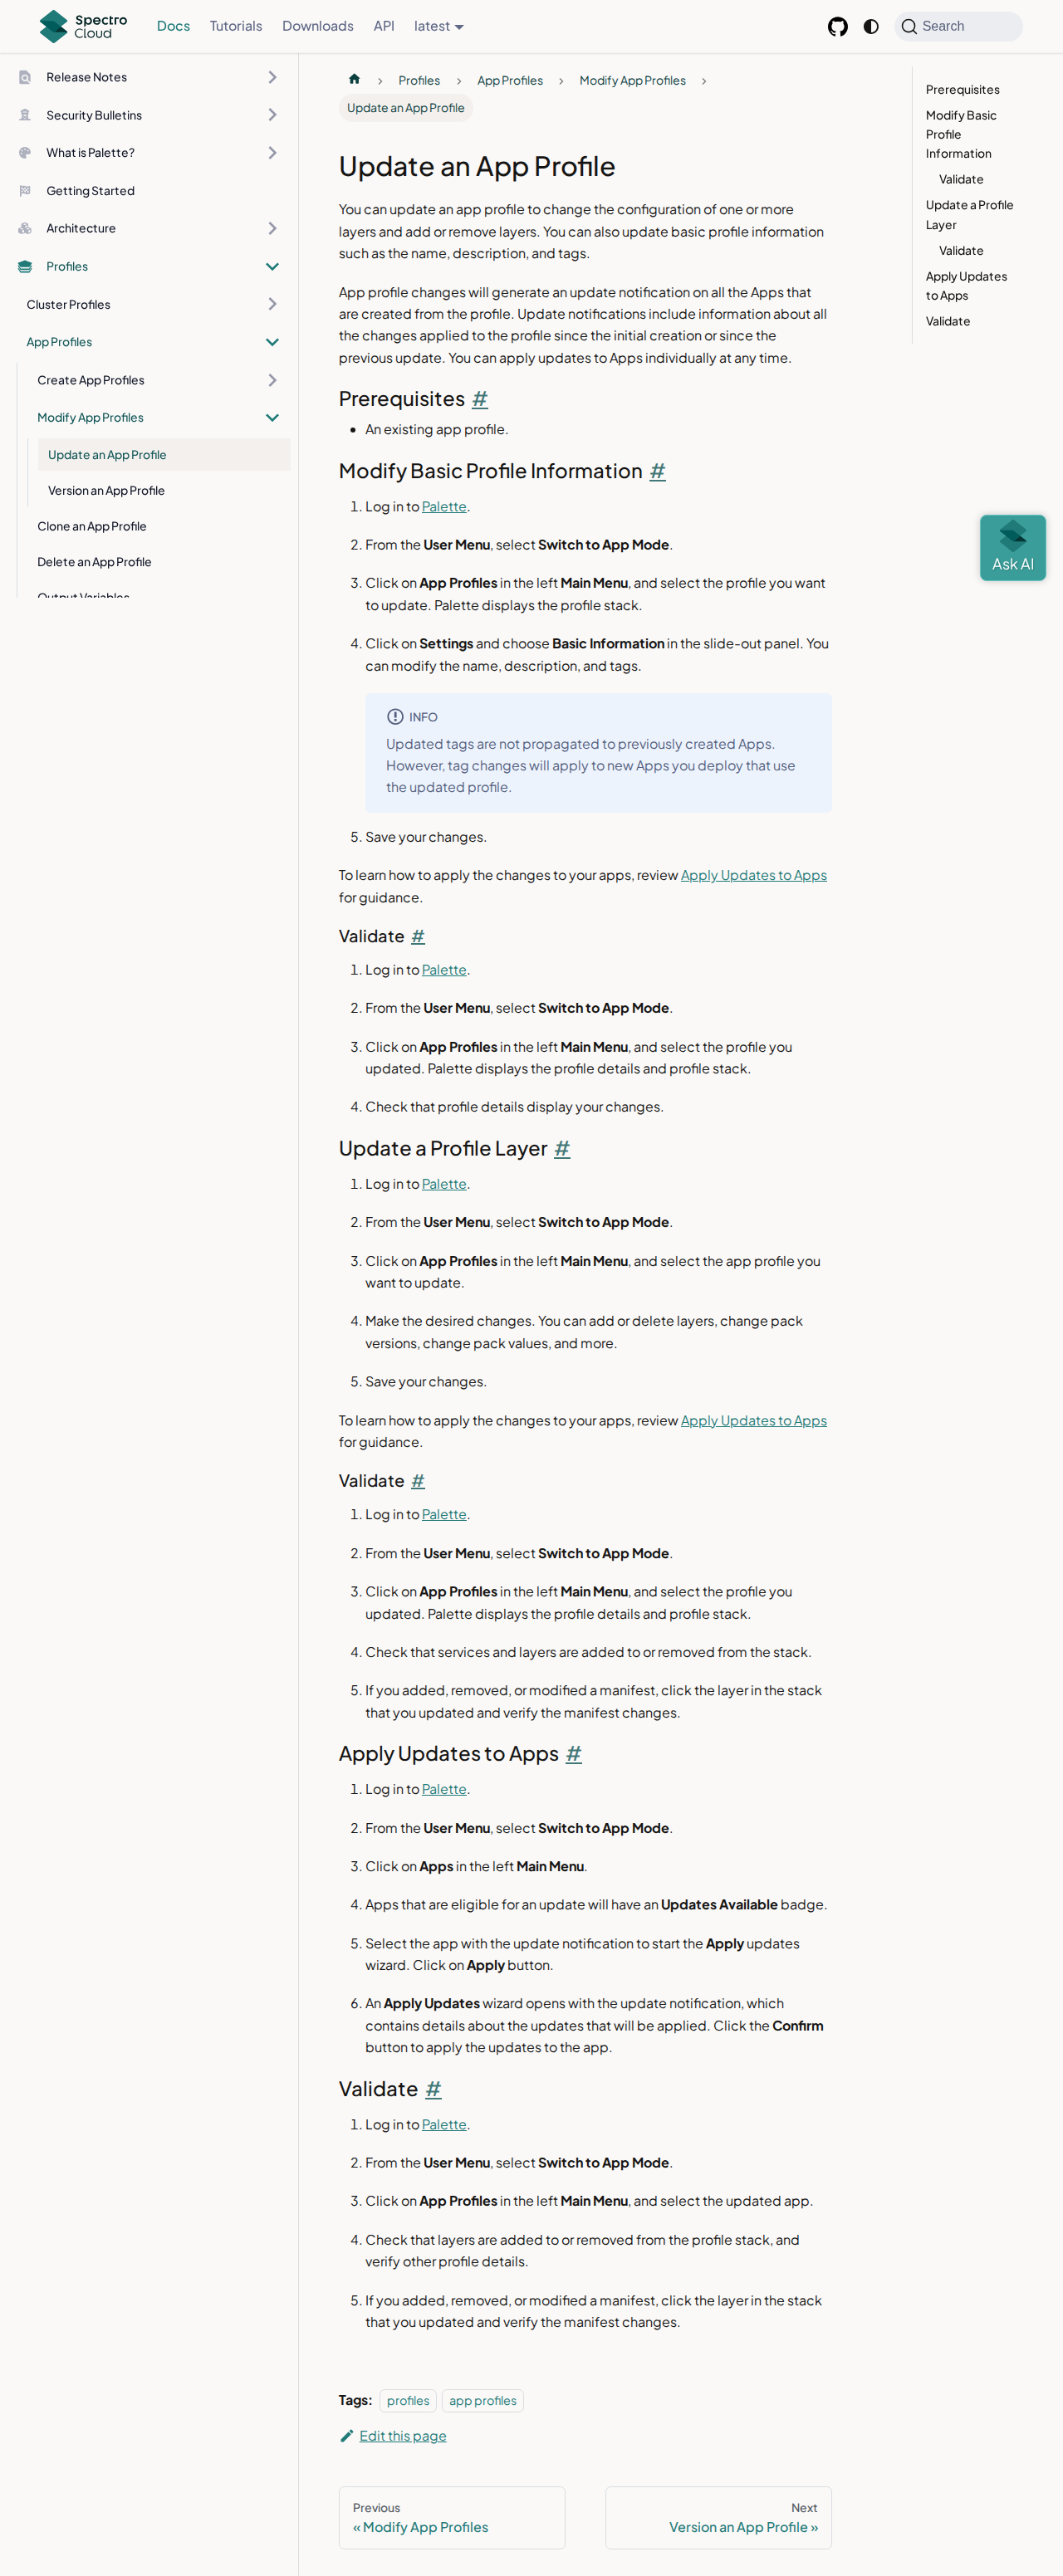 Spectro
Cloud
Docs
Tutorials
Downloads
API
latest
Search
Release Notes
Security Bulletins
What is Palette?
Getting Started
Architecture
Profiles
Cluster Profiles
App Profiles
Create App Profiles
Modify App Profiles
Update an App Profile
Version an App Profile
Clone an App Profile
Delete an App Profile
Output Variables
Profiles
App Profiles
Modify App Profiles
Update an App Profile
Update an App Profile
You can update an app profile to change the configuration of one or more
layers and add or remove layers. You can also update basic profile information
such as the name, description, and tags.
App profile changes will generate an update notification on all the Apps that
are created from the profile. Update notifications include information about all
the changes applied to the profile since the initial creation or since the
previous update. You can apply updates to Apps individually at any time.
Prerequisites #
• An existing app profile.
Modify Basic Profile Information #
1. Log in to Palette.
2. From the User Menu, select Switch to App Mode.
3. Click on App Profiles in the left Main Menu, and select the profile you want
to update. Palette displays the profile stack.
4. Click on Settings and choose Basic Information in the slide-out panel. You
can modify the name, description, and tags.
INFO
Updated tags are not propagated to previously created Apps.
However, tag changes will apply to new Apps you deploy that use
the updated profile.
5. Save your changes.
To learn how to apply the changes to your apps, review Apply Updates to Apps
for guidance.
Validate #
1. Log in to Palette.
2. From the User Menu, select Switch to App Mode.
3. Click on App Profiles in the left Main Menu, and select the profile you
updated. Palette displays the profile details and profile stack.
4. Check that profile details display your changes.
Update a Profile Layer #
1. Log in to Palette.
2. From the User Menu, select Switch to App Mode.
3. Click on App Profiles in the left Main Menu, and select the app profile you
want to update.
4. Make the desired changes. You can add or delete layers, change pack
versions, change pack values, and more.
5. Save your changes.
To learn how to apply the changes to your apps, review Apply Updates to Apps
for guidance.
Validate #
1. Log in to Palette.
2. From the User Menu, select Switch to App Mode.
3. Click on App Profiles in the left Main Menu, and select the profile you
updated. Palette displays the profile details and profile stack.
4. Check that services and layers are added to or removed from the stack.
5. If you added, removed, or modified a manifest, click the layer in the stack
that you updated and verify the manifest changes.
Apply Updates to Apps #
1. Log in to Palette.
2. From the User Menu, select Switch to App Mode.
3. Click on Apps in the left Main Menu.
4. Apps that are eligible for an update will have an Updates Available badge.
5. Select the app with the update notification to start the Apply updates
wizard. Click on Apply button.
6. An Apply Updates wizard opens with the update notification, which
contains details about the updates that will be applied. Click the Confirm
button to apply the updates to the app.
Validate #
1. Log in to Palette.
2. From the User Menu, select Switch to App Mode.
3. Click on App Profiles in the left Main Menu, and select the updated app.
4. Check that layers are added to or removed from the profile stack, and
verify other profile details.
5. If you added, removed, or modified a manifest, click the layer in the stack
that you updated and verify the manifest changes.
Tags: profiles app profiles
Edit this page
Previous
« Modify App Profiles
Next
Version an App Profile »
Prerequisites
Modify Basic
Profile
Information
Validate
Update a Profile
Layer
Validate
Apply Updates
to Apps
Validate
Ask AI